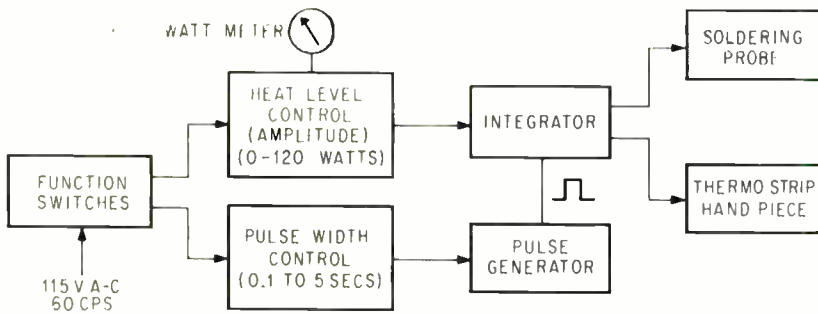 WATT METER
HEAT LEVEL
CONTROL
(AMPLITUDE)
(0-120 WATTS)
FUNCTION
SWITCHES
115 V A-C
60 CPS
PULSE WIDTH
CONTROL
(0.1 TO 5 SECS)
INTEGRATOR
PULSE
GENERATOR
SOLDERING
PROBE
THERMO STRIP
HAND PIECE